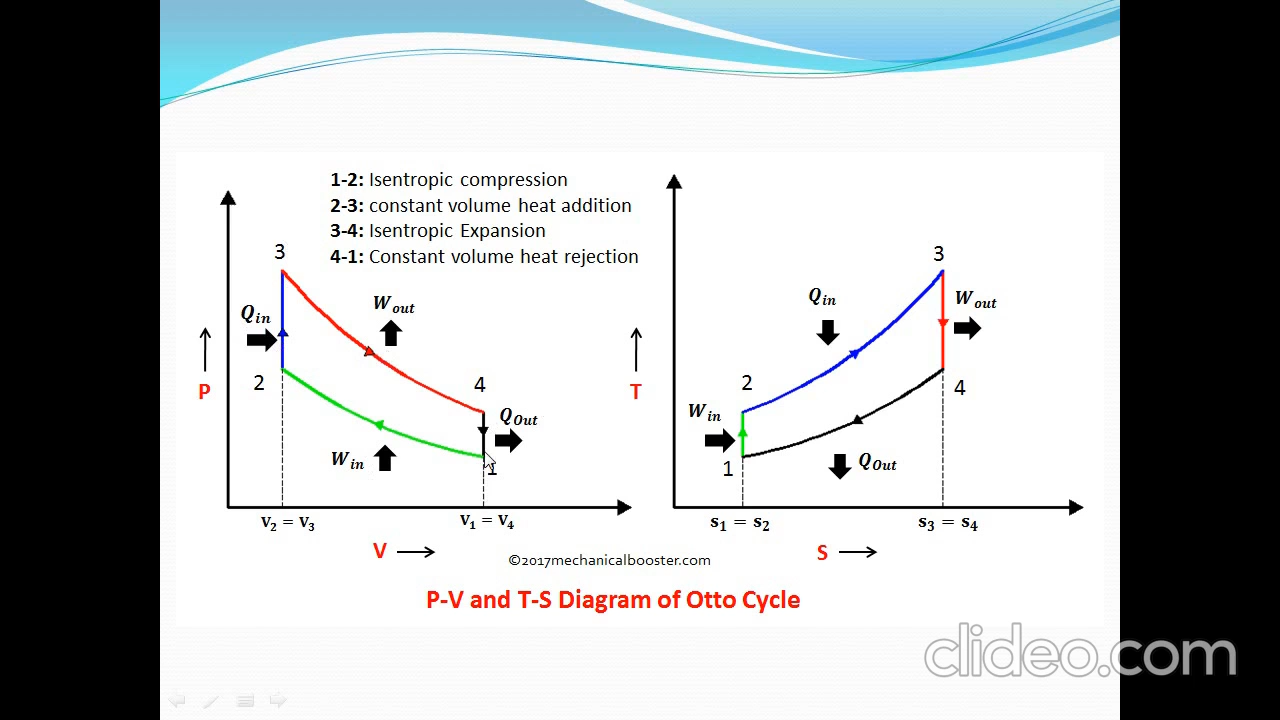 1-2: Isentropic compression
2-3: constant volume heat addition
3-4: Isentropic Expansion
4-1: Constant volume heat rejection
3
Qin
Wout
2
4
QOut
P
Win
1
v2 = v3
v1 = v4
V
3
Qin
Wout
T
2
4
Win
1
QOut
s1 = s2
s3 = s4
S
©2017mechanicalbooster.com
P-V and T-S Diagram of Otto Cycle
clideo.com